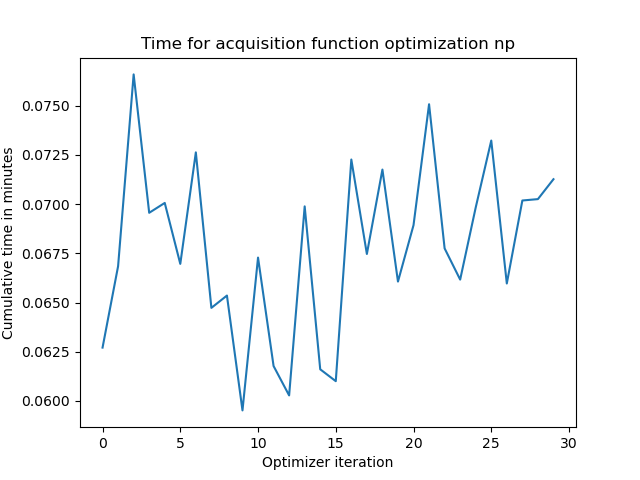 Time for acquisition function optimization np
Cumulative time in minutes
0.0750
0.0725
0.0700
0.0675
0.0650
0.0625
0.0600
0 5 10 15 20 25 30
Optimizer iteration